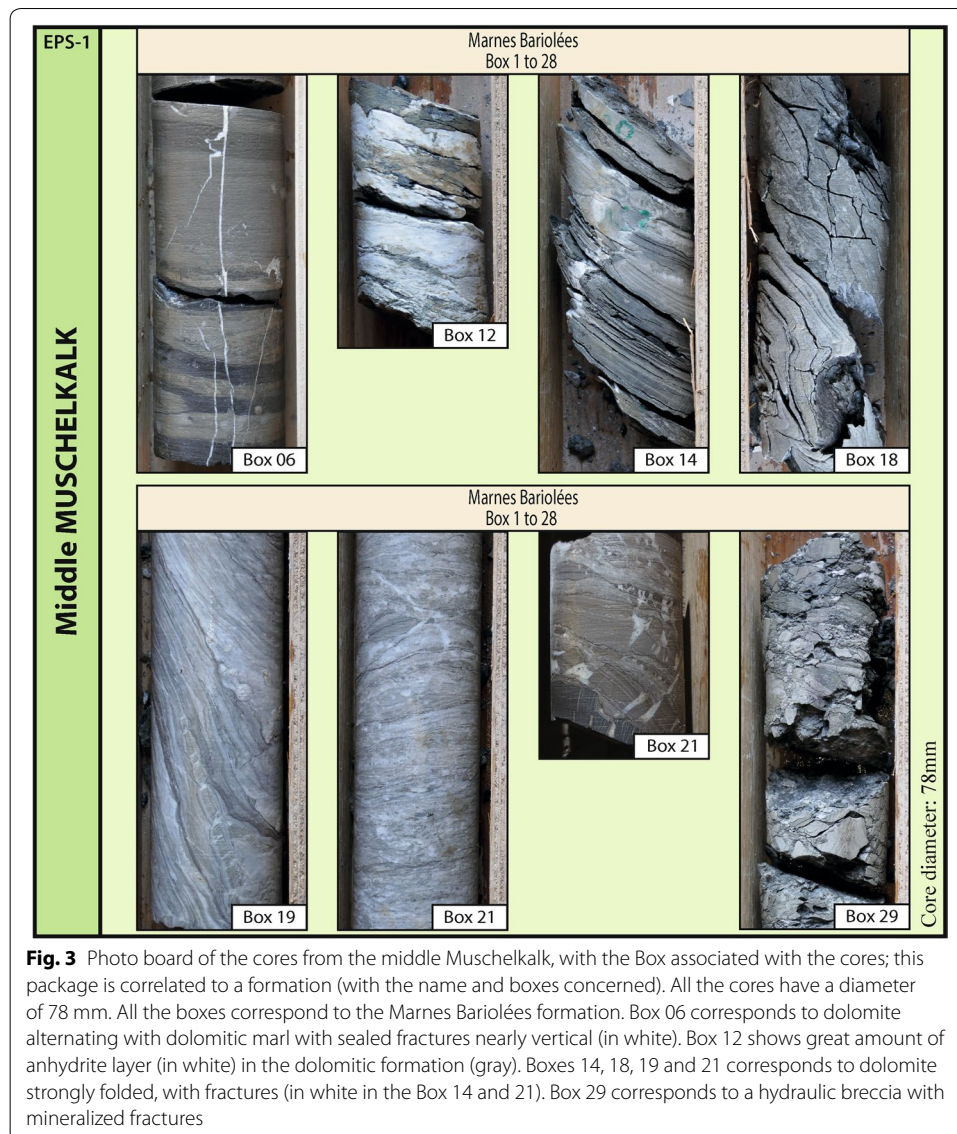 EPS-1
Marnes Bariolées
Box 1 to 28
Middle MUSCHELKALK
Box 06
Box 12
Box 14
Box 18
Marnes Bariolées
Box 1 to 28
Box 19
Box 21
Box 21
Box 29
Core diameter: 78mm
Fig. 3 Photo board of the cores from the middle Muschelkalk, with the Box associated with the cores; this
package is correlated to a formation (with the name and boxes concerned). All the cores have a diameter
of 78 mm. All the boxes correspond to the Marnes Bariolées formation. Box 06 corresponds to dolomite
alternating with dolomitic marl with sealed fractures nearly vertical (in white). Box 12 shows great amount of
anhydrite layer (in white) in the dolomitic formation (gray). Boxes 14, 18, 19 and 21 corresponds to dolomite
strongly folded, with fractures (in white in the Box 14 and 21). Box 29 corresponds to a hydraulic breccia with
mineralized fractures